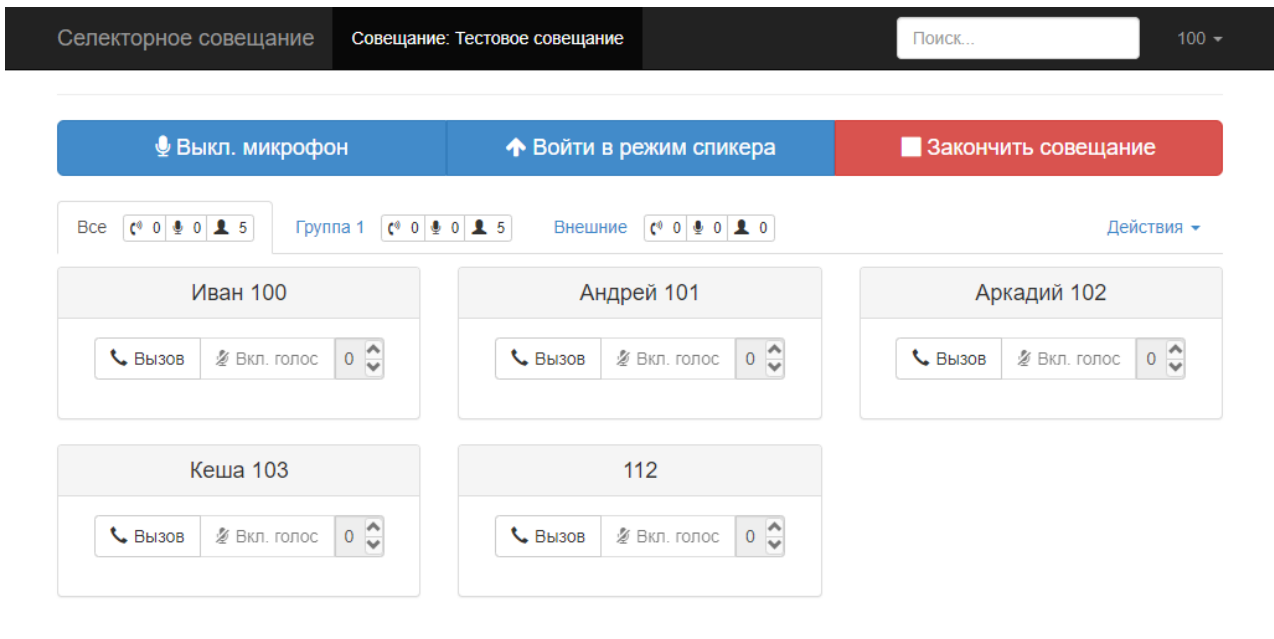 Селекторное совещание Совещание: Тестовое совещание Поиск... 100
Выкл. микрофон Войти в режим спикера Закончить совещание
Все 0 0 5 Группа 1 0 0 5 Внешние 0 0 0 Действия
Иван 100 Андрей 101 Аркадий 102
Вызов Вкл. голос 0 Вызов Вкл. голос 0 Вызов Вкл. голос 0
Кеша 103 112
Вызов Вкл. голос 0 Вызов Вкл. голос 0